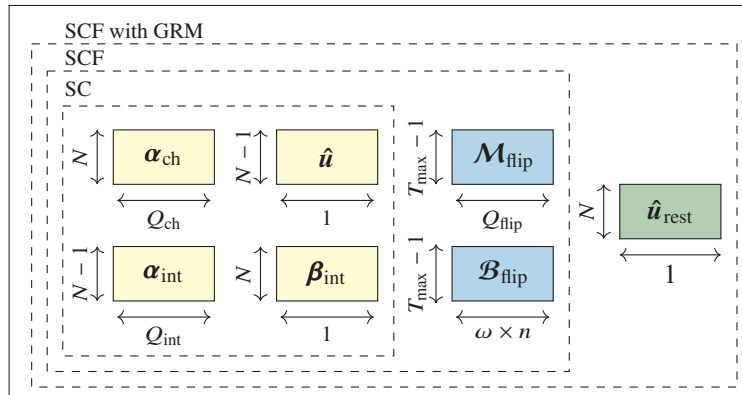 SCF with GRM
SCF
SC
N
α_ch
Q_ch
N − 1
û
1
T_max − 1
M_flip
Q_flip
N
û_rest
1
N − 1
α_int
Q_int
N
β_int
1
T_max − 1
B_flip
ω × n